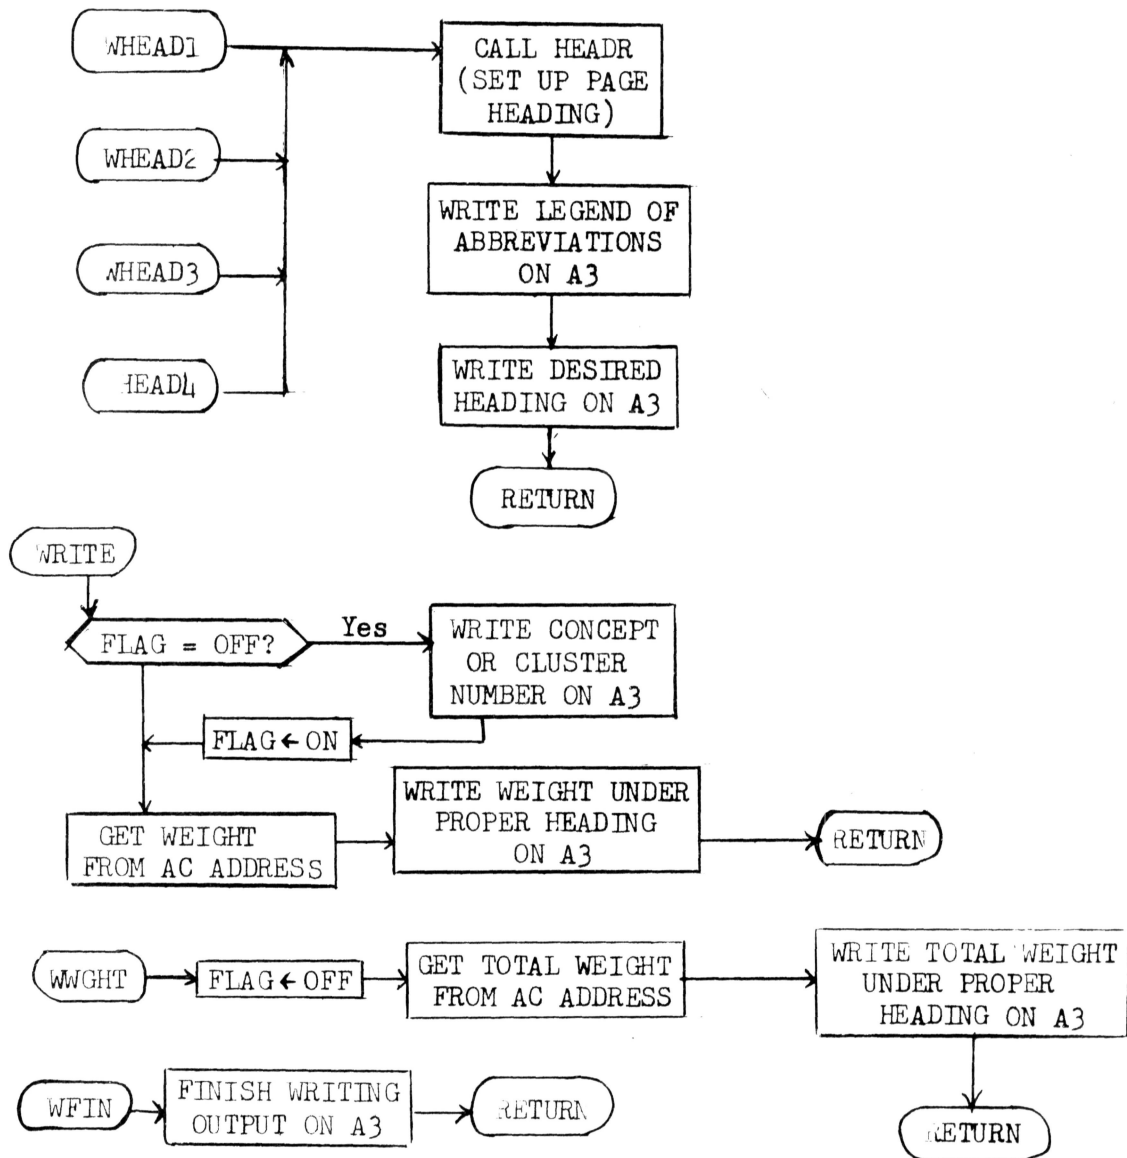 WHEAD1
CALL HEADR
(SET UP PAGE
HEADING)
WHEAD2
WRITE LEGEND OF
ABBREVIATIONS
ON A3
WHEAD3
WRITE DESIRED
HEADING ON A3
HEAD4
RETURN
WRITE
FLAG = OFF?
Yes
WRITE CONCEPT
OR CLUSTER
NUMBER ON A3
FLAG ← ON
GET WEIGHT
FROM AC ADDRESS
WRITE WEIGHT UNDER
PROPER HEADING
ON A3
RETURN
WWGHT
FLAG ← OFF
GET TOTAL WEIGHT
FROM AC ADDRESS
WRITE TOTAL WEIGHT
UNDER PROPER
HEADING ON A3
WFIN
FINISH WRITING
OUTPUT ON A3
RETURN
RETURN